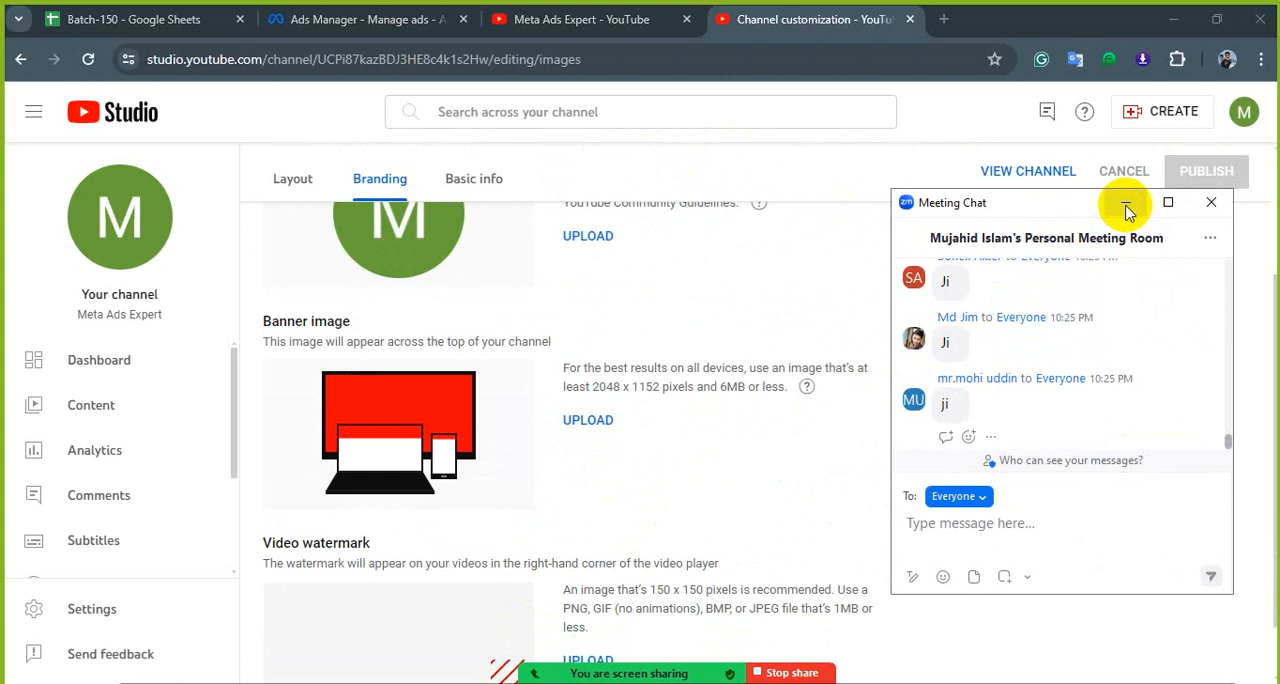 Batch-150 - Google Sheets
Ads Manager - Manage ads - A
Meta Ads Expert - YouTube
Channel customization - YouTu
studio.youtube.com/channel/UCPi87kazBDJ3HE8c4k1s2Hw/editing/images
Studio
Search across your channel
CREATE
M
M
Your channel
Meta Ads Expert
Dashboard
Content
Analytics
Comments
Subtitles
Settings
Send feedback
Layout
Branding
Basic info
VIEW CHANNEL
CANCEL
PUBLISH
M
YouTube Community Guidelines.
UPLOAD
Banner image
This image will appear across the top of your channel
For the best results on all devices, use an image that's at
least 2048 x 1152 pixels and 6MB or less.
UPLOAD
Video watermark
The watermark will appear on your videos in the right-hand corner of the video player
An image that's 150 x 150 pixels is recommended. Use a
PNG, GIF (no animations), BMP, or JPEG file that's 1MB or
less.
UPLOAD
zm Meeting Chat
Mujahid Islam's Personal Meeting Room
to Everyone 10:25 PM
SA
Ji
Md Jim to Everyone 10:25 PM
Ji
mr.mohi uddin to Everyone 10:25 PM
MU
ji
Who can see your messages?
To: Everyone
Type message here...
You are screen sharing
Stop share